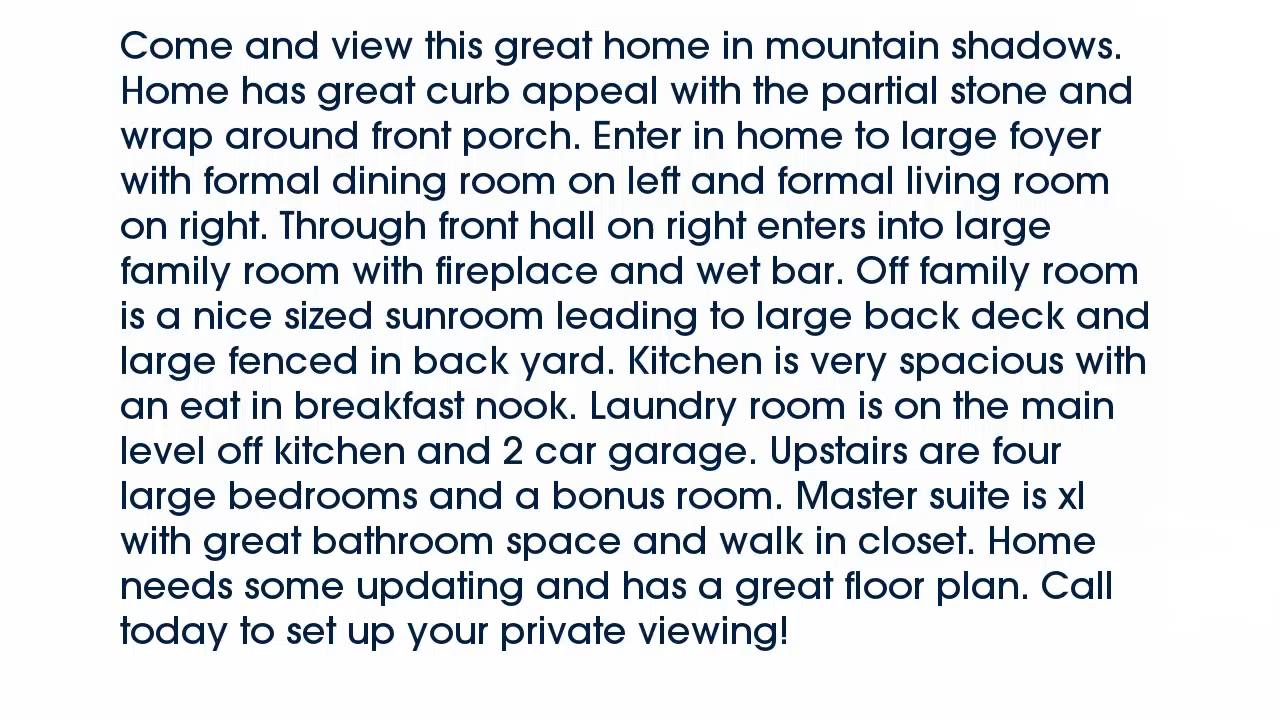 Come and view this great home in mountain shadows.
Home has great curb appeal with the partial stone and
wrap around front porch. Enter in home to large foyer
with formal dining room on left and formal living room
on right. Through front hall on right enters into large
family room with fireplace and wet bar. Off family room
is a nice sized sunroom leading to large back deck and
large fenced in back yard. Kitchen is very spacious with
an eat in breakfast nook. Laundry room is on the main
level off kitchen and 2 car garage. Upstairs are four
large bedrooms and a bonus room. Master suite is xl
with great bathroom space and walk in closet. Home
needs some updating and has a great floor plan. Call
today to set up your private viewing!